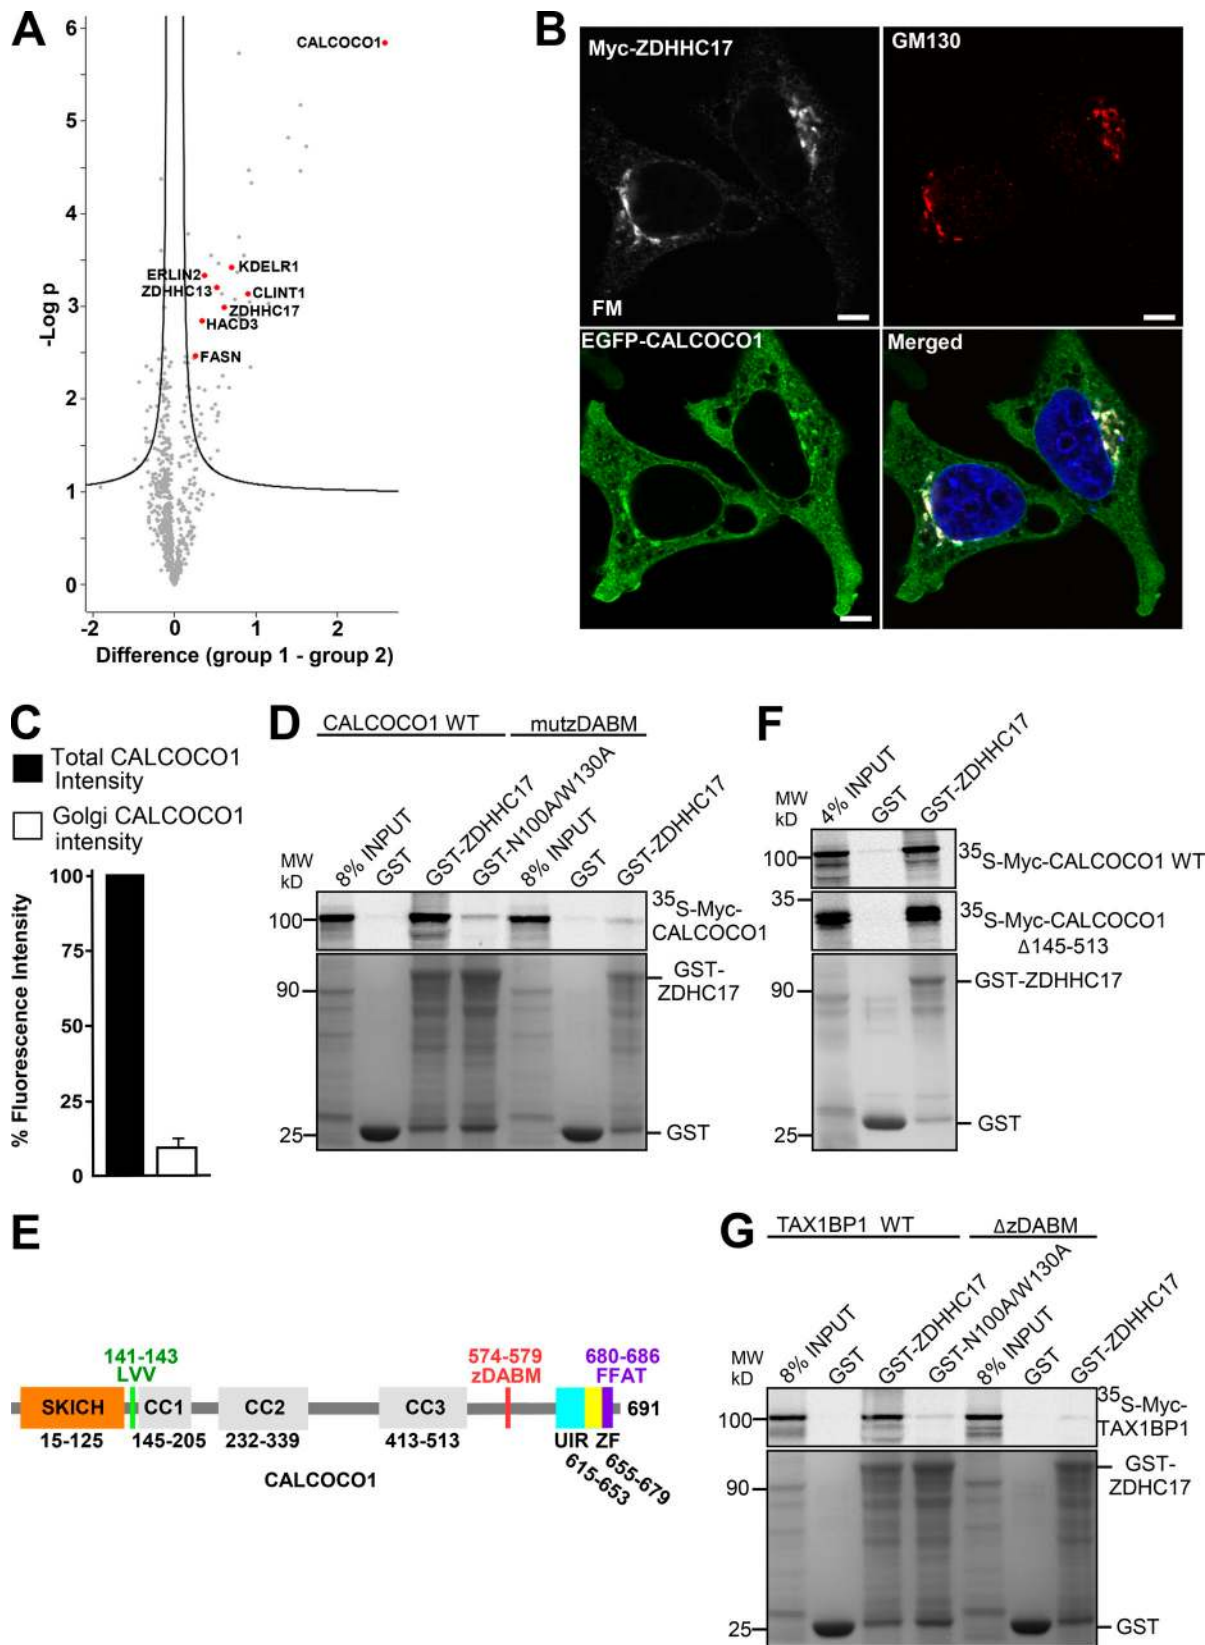 A
6
5
4
3
2
1
0
-Log p
-2
0
1
2
Difference (group 1 - group 2)
CALCOCO1
KDELR1
ERLIN2
ZDHHC13
CLINT1
ZDHHC17
HACD3
FASN
B
Myc-ZDHHC17
GM130
FM
EGFP-CALCOCO1
Merged
C
Total CALCOCO1
Intensity
Golgi CALCOCO1
intensity
% Fluorescence Intensity
100
75
50
25
0
D
CALCOCO1 WT
mutzDABM
8% INPUT
GST
GST-ZDHHC17
GST-N100A/W130A
8% INPUT
GST
GST-ZDHHC17
MW
kD
100
35S-Myc-
CALCOCO1
90
GST-
ZDHC17
25
GST
F
4% INPUT
GST
GST-ZDHHC17
MW
kD
100
35S-Myc-CALCOCO1 WT
35
35S-Myc-CALCOCO1
Δ145-513
90
GST-ZDHHC17
25
GST
E
141-143
LVV
574-579
zDABM
680-686
FFAT
SKICH
CC1
CC2
CC3
691
15-125
145-205
232-339
413-513
UIR ZF
655-679
615-653
CALCOCO1
G
TAX1BP1 WT
ΔzDABM
8% INPUT
GST
GST-ZDHHC17
GST-N100A/W130A
8% INPUT
GST
GST-ZDHHC17
MW
kD
100
35S-Myc-
TAX1BP1
90
GST-
ZDHC17
25
GST